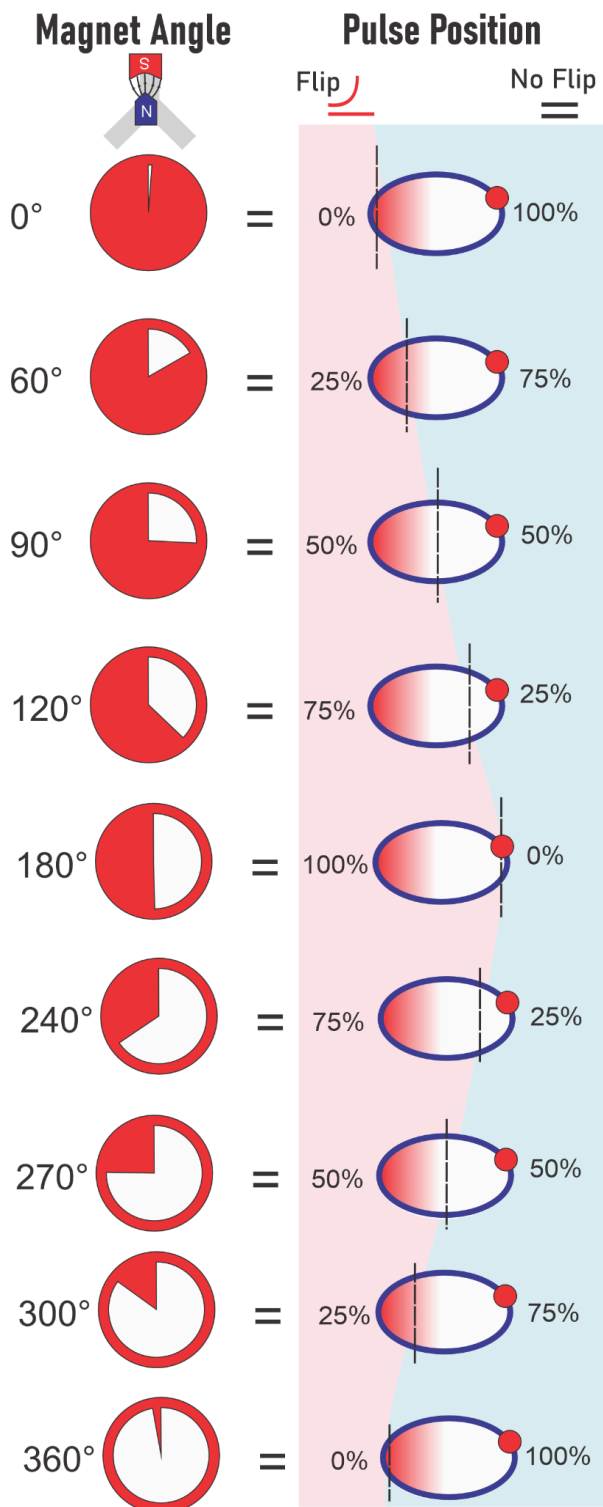 Magnet Angle Pulse Position
S
N
Flip No Flip
0° = 0% 100%
60° = 25% 75%
90° = 50% 50%
120° = 75% 25%
180° = 100% 0%
240° = 75% 25%
270° = 50% 50%
300° = 25% 75%
360° = 0% 100%